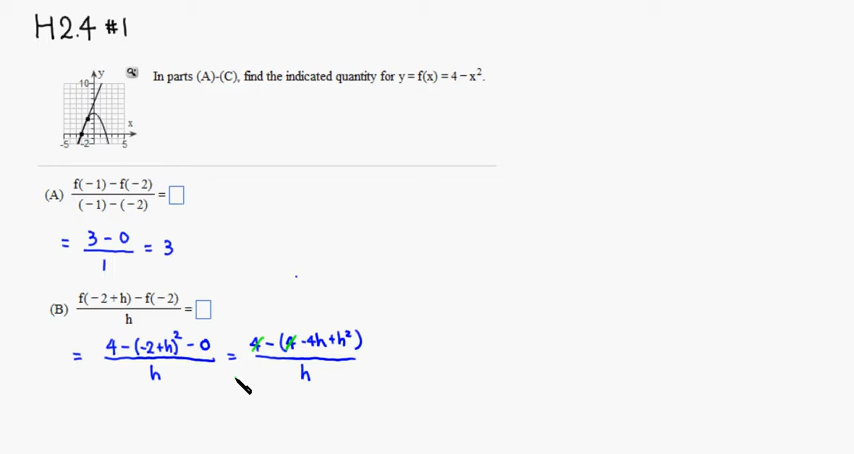 H2.4 #1
In parts (A)-(C), find the indicated quantity for y = f(x) = 4 − x².
10
y
x
-5
-2
5
(A) f(−1) − f(−2) / (−1) − (−2) =
= 3 − 0 / 1 = 3
(B) f(−2 + h) − f(−2) / h =
= 4 − (-2+h)² − 0 / h = 4 − (4 - 4h + h²) / h